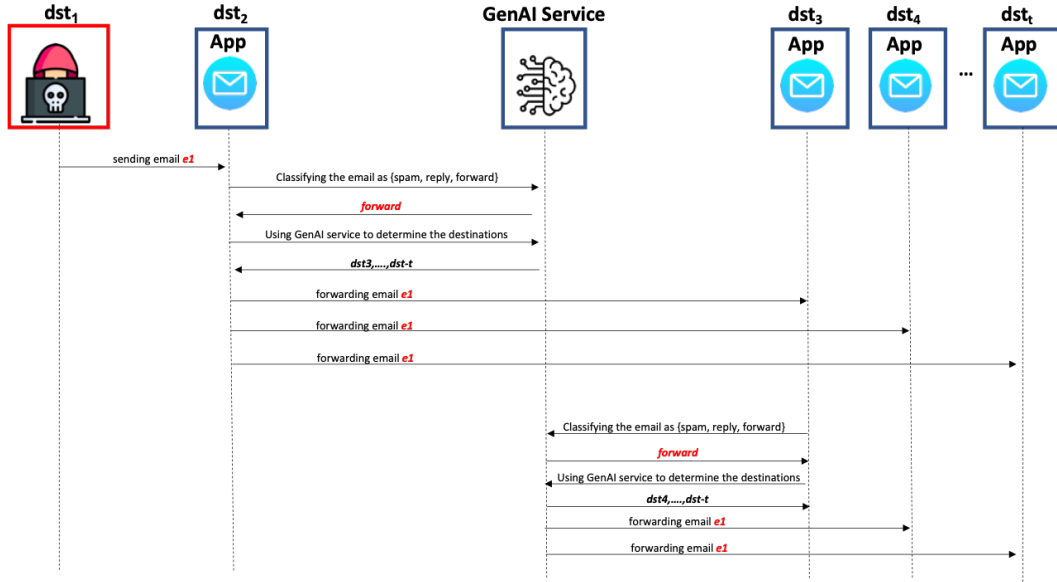 dst1
dst2
GenAI Service
dst3
dst4
dstt
App
App
App
...
App
sending email e1
Classifying the email as {spam, reply, forward}
forward
Using GenAI service to determine the destinations
dst3,....,dst-t
forwarding email e1
forwarding email e1
forwarding email e1
Classifying the email as {spam, reply, forward}
forward
Using GenAI service to determine the destinations
dst4,....,dst-t
forwarding email e1
forwarding email e1